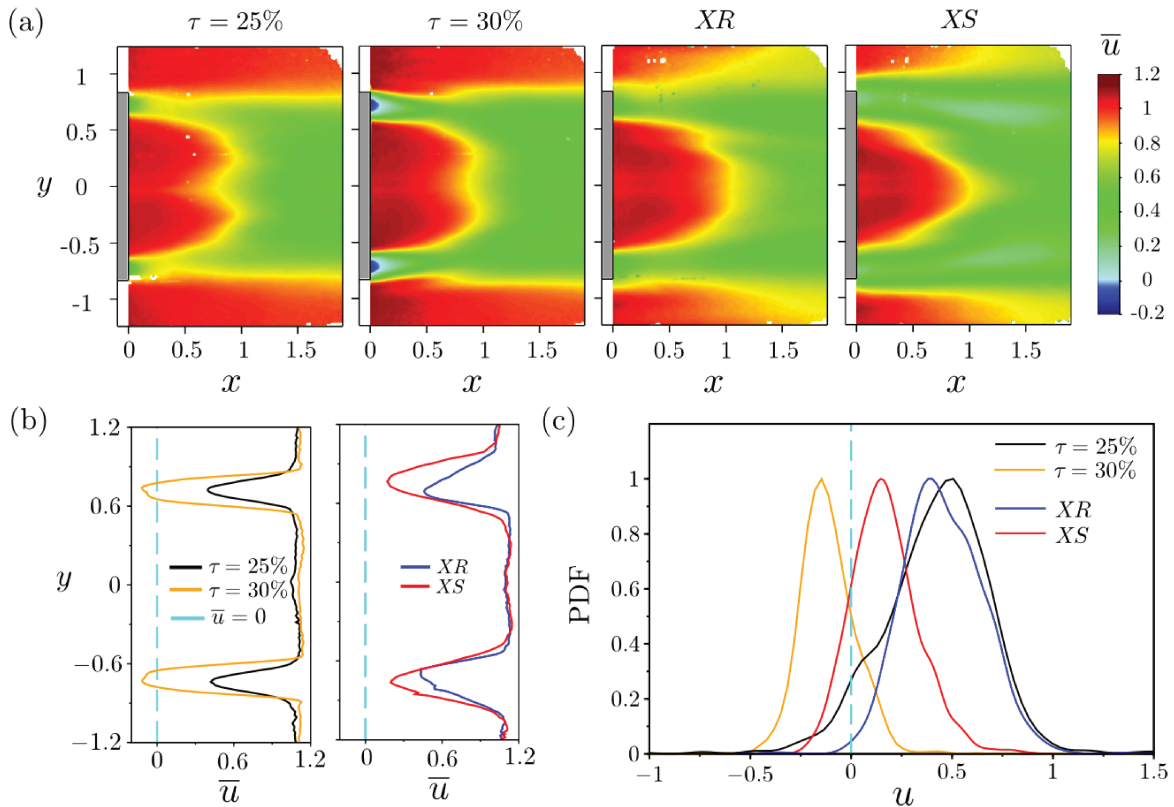 (a) τ = 25% τ = 30% XR XS u̅
1 0.5 0 -0.5 -1
y
0 0.5 1 1.5
x
0 0.5 1 1.5
x
0 0.5 1 1.5
x
0 0.5 1 1.5
x
1.2
1
0.8
0.6
0.4
0.2
0
-0.2
(b)
1.2
0.6
0
−0.6
−1.2
y
τ = 25%
τ = 30%
u̅ = 0
0 0.6 1.2
u̅
XR
XS
0 0.6 1.2
u̅
(c)
1
0.8
0.6
0.4
0.2
0
PDF
τ = 25%
τ = 30%
XR
XS
−1 −0.5 0 0.5 1 1.5
u